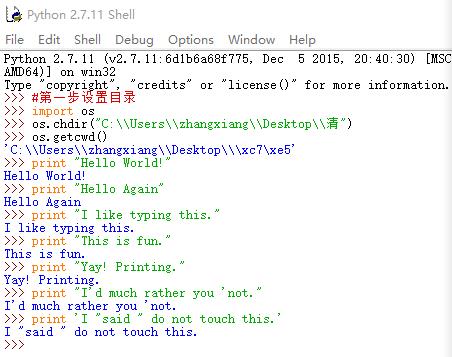 Python 2.7.11 Shell
File Edit Shell Debug Options Window Help
Python 2.7.11 (v2.7.11:6d1b6a68f775, Dec  5 2015, 20:40:30) [MSC
AMD64)] on win32
Type "copyright", "credits" or "license()" for more information.
>>> #第一步设置目录
>>> import os
>>> os.chdir("C:\\Users\\zhangxiang\\Desktop\\清")
>>> os.getcwd()
'C:\\Users\\zhangxiang\\Desktop\\\xc7\xe5'
>>> print "Hello World!"
Hello World!
>>> print "Hello Again"
Hello Again
>>> print "I like typing this."
I like typing this.
>>> print "This is fun."
This is fun.
>>> print "Yay! Printing."
Yay! Printing.
>>> print "I'd much rather you 'not."
I'd much rather you 'not.
>>> print 'I "said " do not touch this.'
I "said " do not touch this.